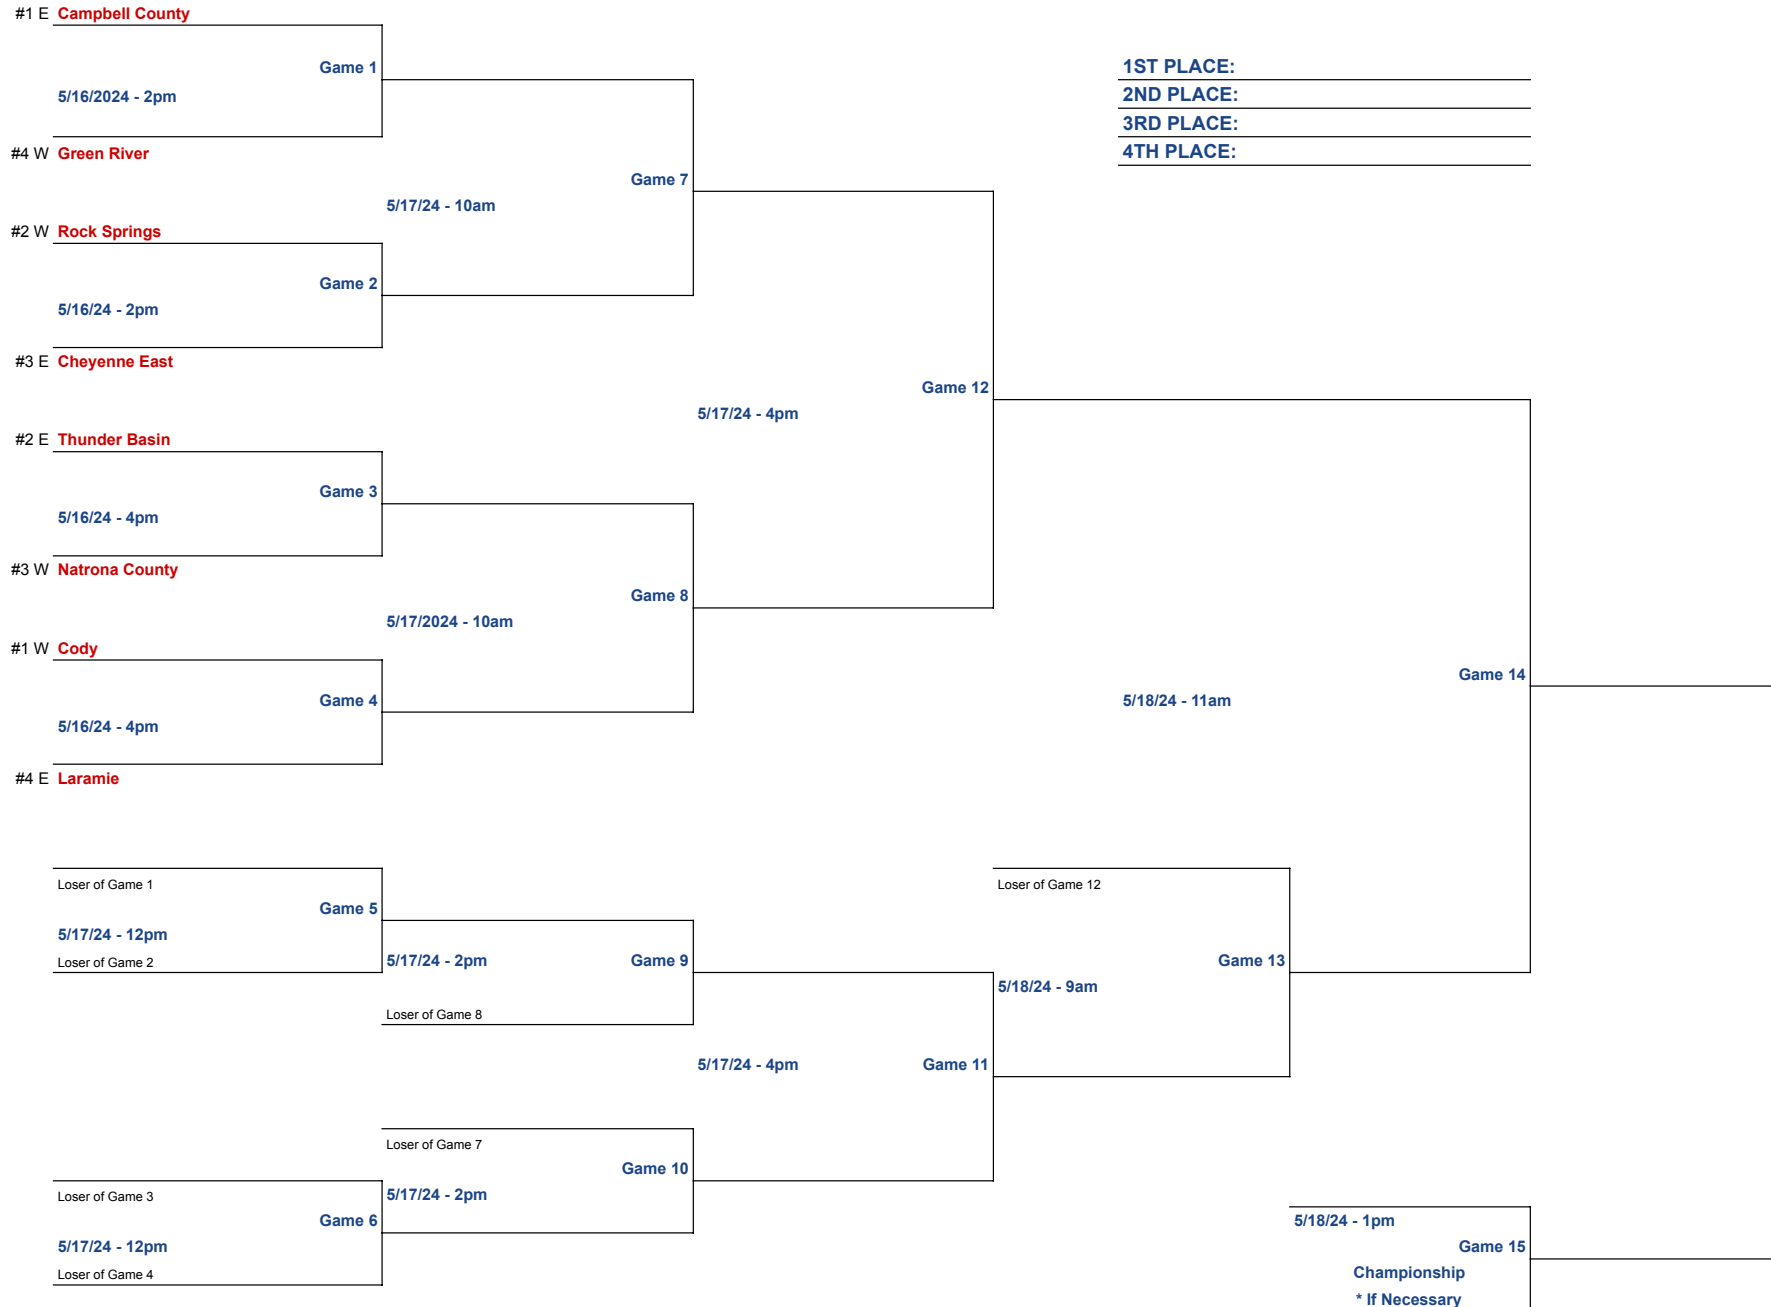 #1 E Campbell County
Game 1
5/16/2024 - 2pm
#4 W Green River
1ST PLACE:
2ND PLACE:
3RD PLACE:
4TH PLACE:
Game 7
5/17/24 - 10am
#2 W Rock Springs
Game 2
5/16/24 - 2pm
#3 E Cheyenne East
Game 12
5/17/24 - 4pm
#2 E Thunder Basin
Game 3
5/16/24 - 4pm
#3 W Natrona County
Game 8
5/17/2024 - 10am
#1 W Cody
Game 4
5/16/24 - 4pm
#4 E Laramie
Game 14
5/18/24 - 11am
Loser of Game 1
Game 5
5/17/24 - 12pm
Loser of Game 2
5/17/24 - 2pm
Game 9
Loser of Game 8
Loser of Game 12
Game 13
5/18/24 - 9am
5/17/24 - 4pm
Game 11
Loser of Game 7
Game 10
5/17/24 - 2pm
Loser of Game 3
Game 6
5/17/24 - 12pm
Loser of Game 4
5/18/24 - 1pm
Game 15
Championship
* If Necessary